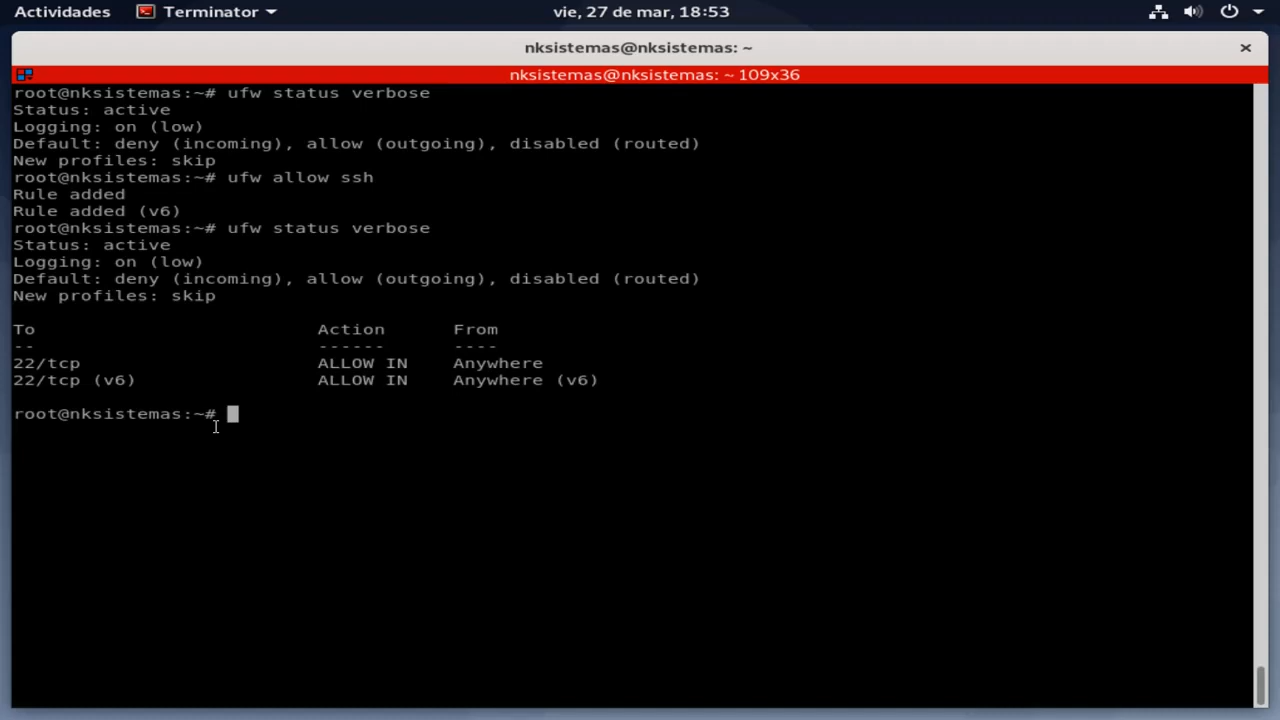 Actividades Terminator vie, 27 de mar, 18:53
nksistemas@nksistemas: ~ ×
nksistemas@nksistemas: ~ 109x36
root@nksistemas:~# ufw status verbose
Status: active
Logging: on (low)
Default: deny (incoming), allow (outgoing), disabled (routed)
New profiles: skip
root@nksistemas:~# ufw allow ssh
Rule added
Rule added (v6)
root@nksistemas:~# ufw status verbose
Status: active
Logging: on (low)
Default: deny (incoming), allow (outgoing), disabled (routed)
New profiles: skip
To Action From
-- ------ ----
22/tcp ALLOW IN Anywhere
22/tcp (v6) ALLOW IN Anywhere (v6)
root@nksistemas:~#